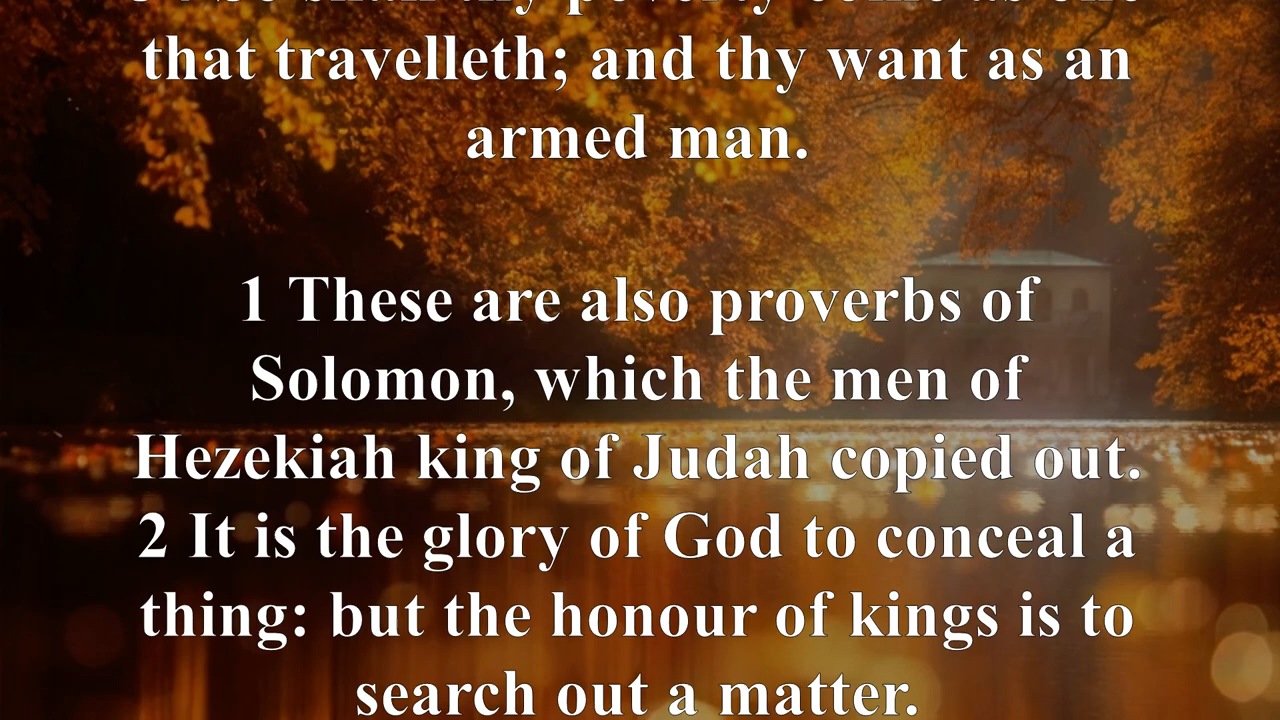 that travelleth; and thy want as an
armed man.
1 These are also proverbs of
Solomon, which the men of
Hezekiah king of Judah copied out.
2 It is the glory of God to conceal a
thing: but the honour of kings is to
search out a matter.